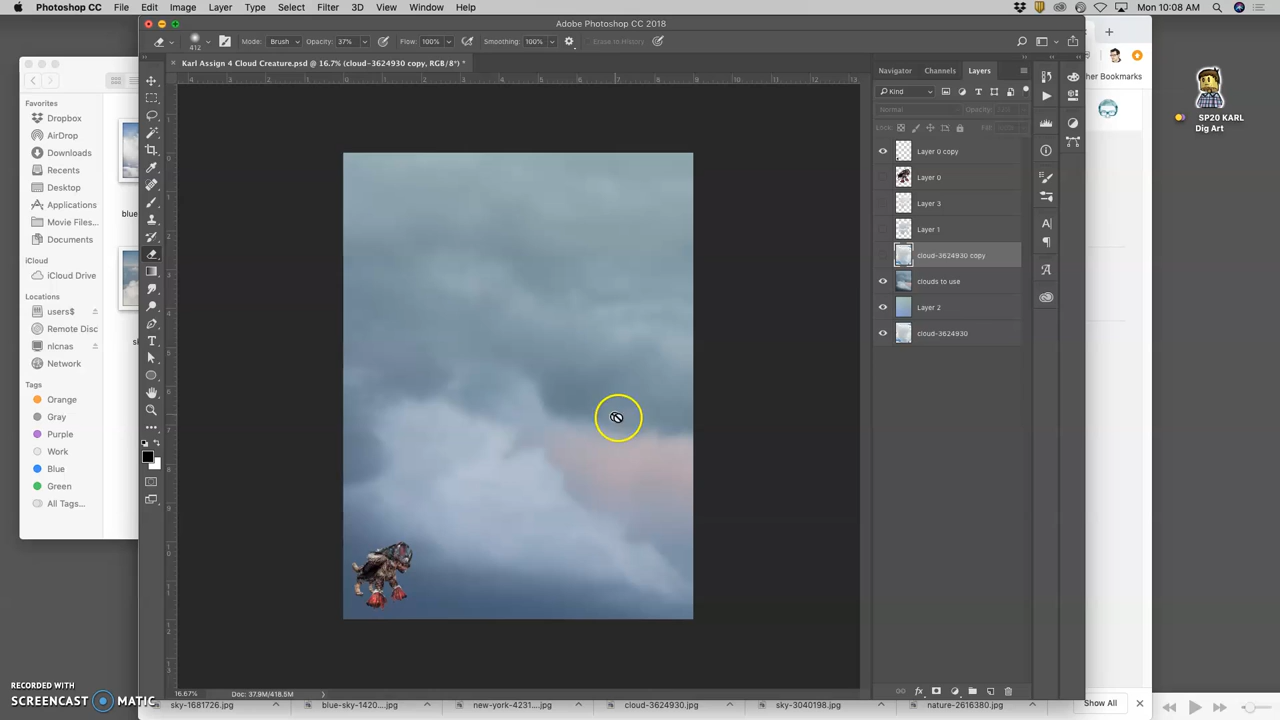 Photoshop CC File Edit Image Layer Type Select Filter 3D View Window Help Mon 10:08 AM
Adobe Photoshop CC 2018
412 Mode: Brush Opacity: 37% Flow: 100% Smoothing: 100% Erase to History
× Karl Assign 4 Cloud Creature.psd @ 16.7% (cloud-3624930 copy, RGB/8*) *
Navigator Channels Layers
her Bookmarks
Kind
Normal Opacity:
Lock: Fill:
Favorites
Dropbox
AirDrop
Downloads
Recents
Desktop
Applications
Movie Files...
Documents
iCloud
iCloud Drive
Locations
users$
Remote Disc
nlcnas
Network
Tags
Orange
Gray
Purple
Work
Blue
Green
All Tags...
blue
sk
Layer 0 copy
Layer 0
Layer 3
Layer 1
cloud-3624930 copy
clouds to use
Layer 2
cloud-3624930
SP20 KARL
Dig Art
16.67% Doc: 37.9M/418.5M
sky-1681726.jpg blue-sky-1420....jpg new-york-4231....jpg cloud-3624930.jpg sky-3040198.jpg nature-2616380.jpg Show All
RECORDED WITH
SCREENCAST MATIC